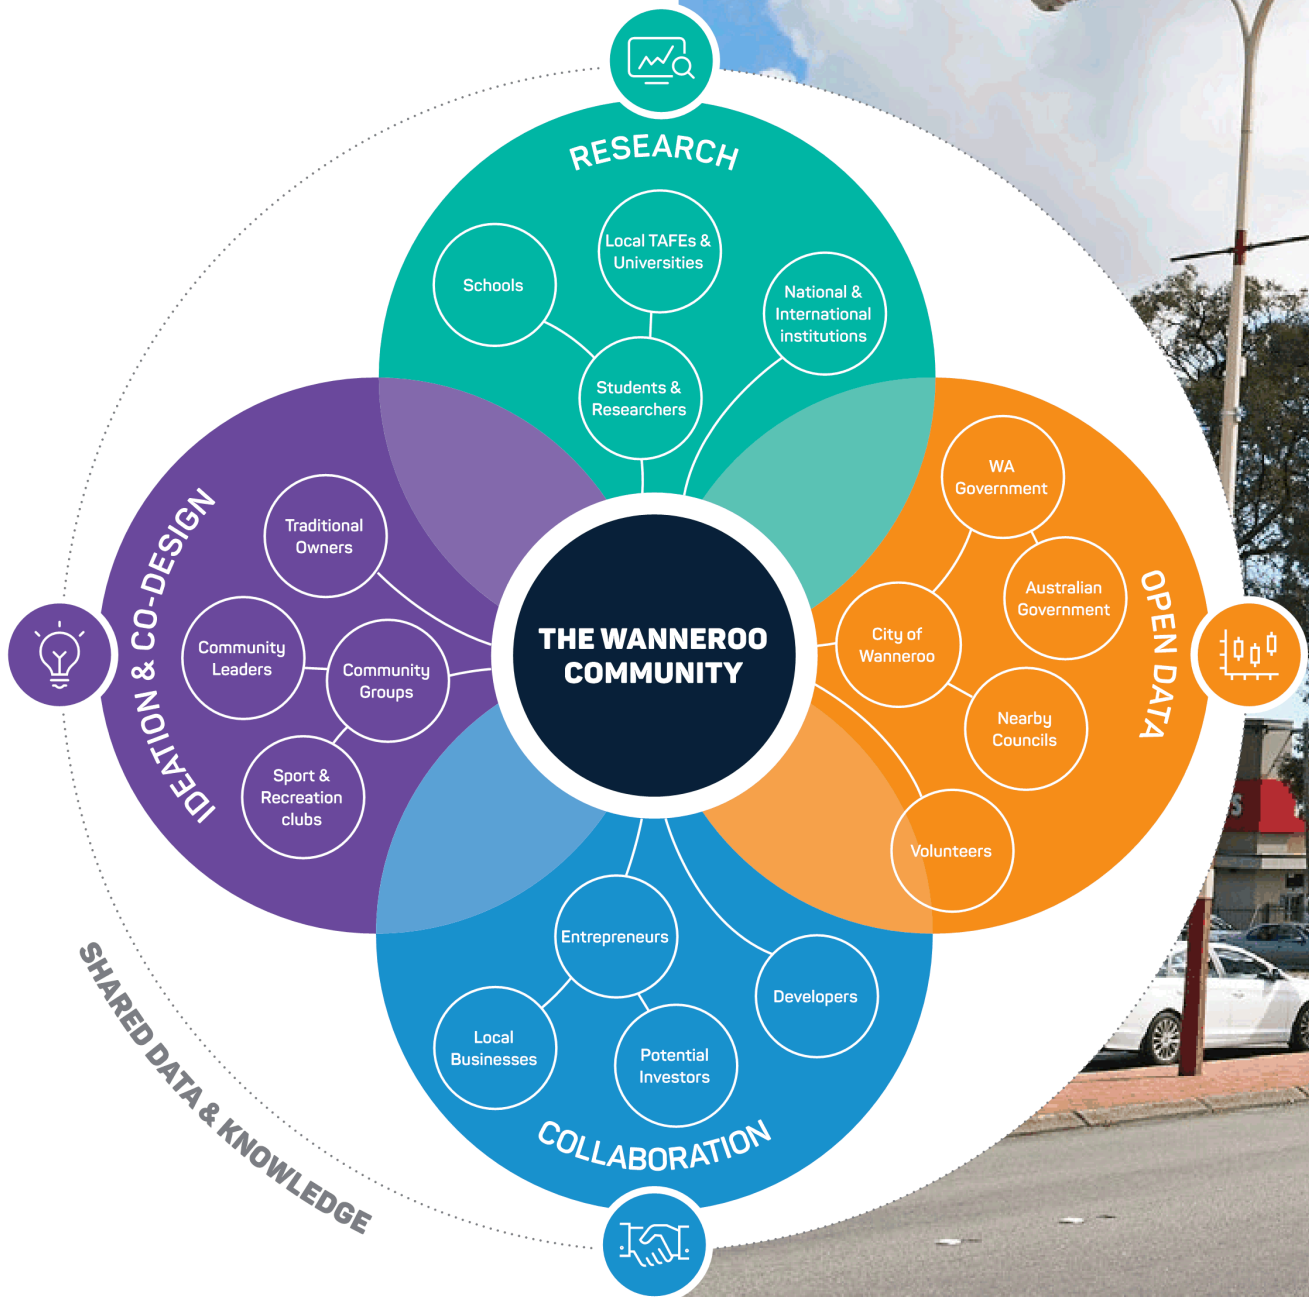 RESEARCH
Local TAFEs &
Universities
Schools
National &
International
institutions
Students &
Researchers
IDEATION & CO-DESIGN
Traditional
Owners
Community
Leaders
Community
Groups
Sport &
Recreation
clubs
THE WANNEROO
COMMUNITY
OPEN DATA
WA
Government
Australian
Government
City of
Wanneroo
Nearby
Councils
Volunteers
Entrepreneurs
Developers
Local
Businesses
Potential
Investors
COLLABORATION
SHARED DATA & KNOWLEDGE